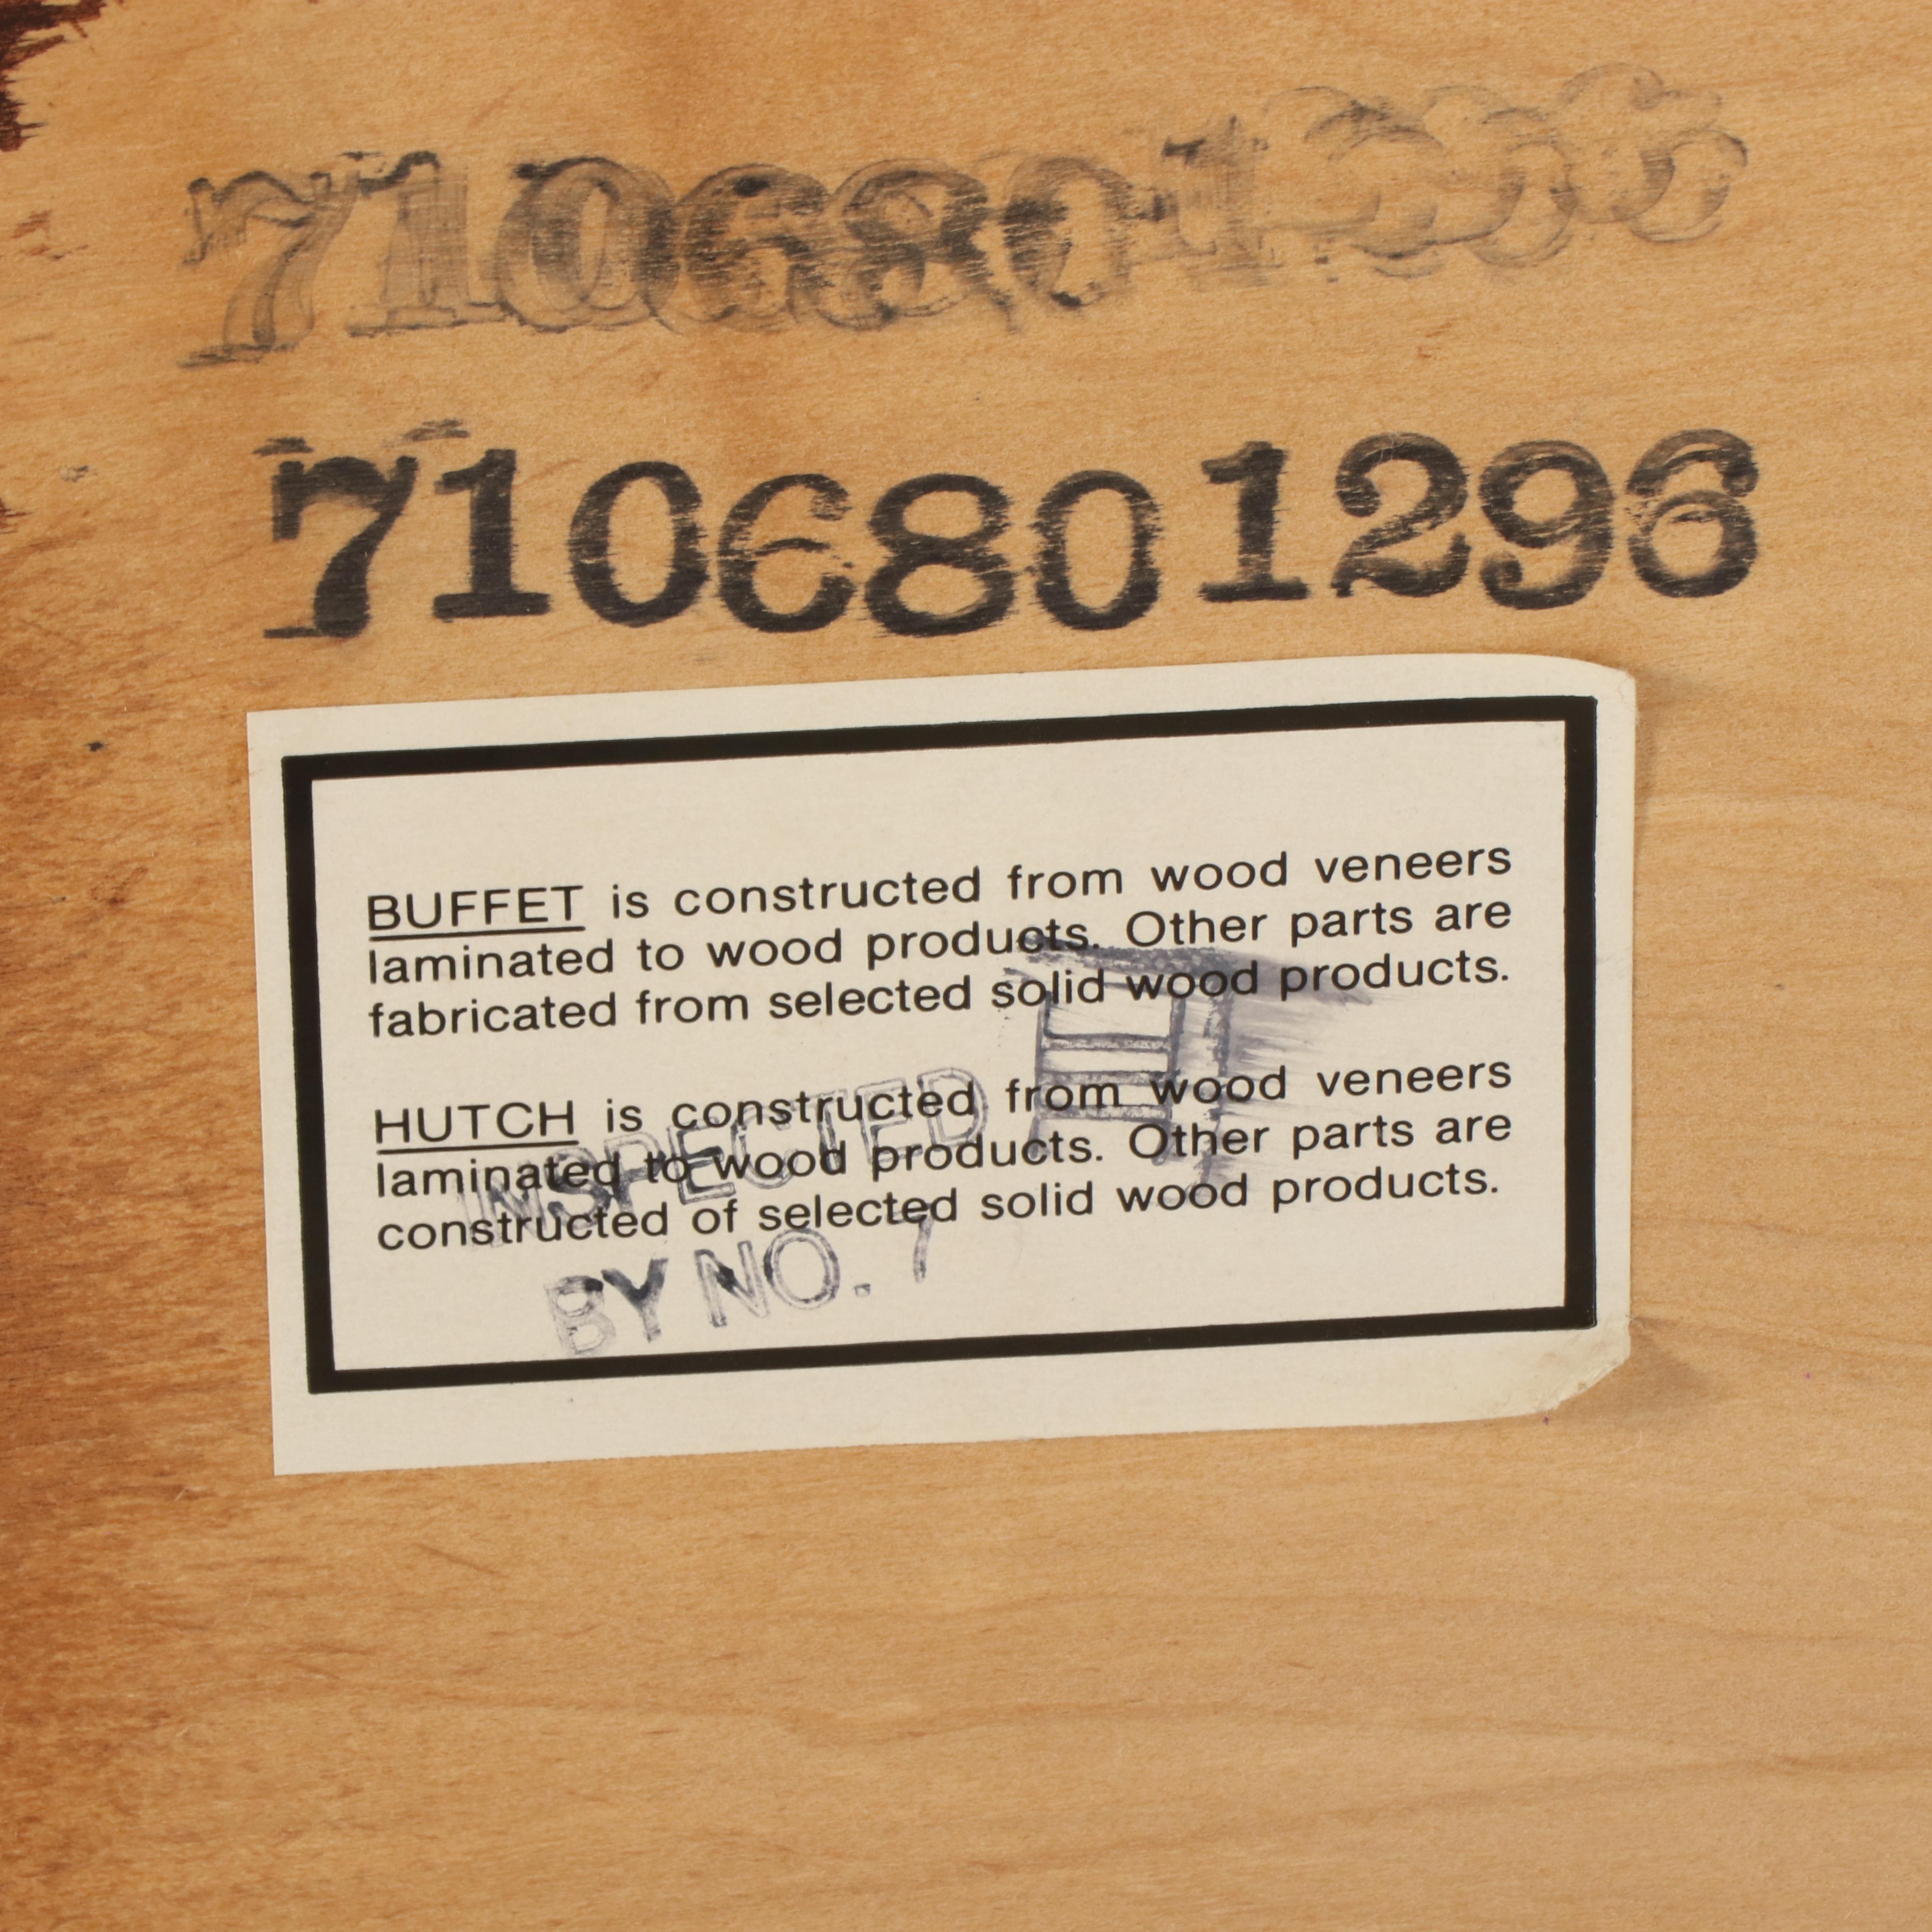 7106801296
7106801296
BUFFET is constructed from wood veneers
laminated to wood products. Other parts are
fabricated from selected solid wood products.
HUTCH is constructed from wood veneers
laminated to wood products. Other parts are
constructed of selected solid wood products.
INSPECTED
BY NO. 7